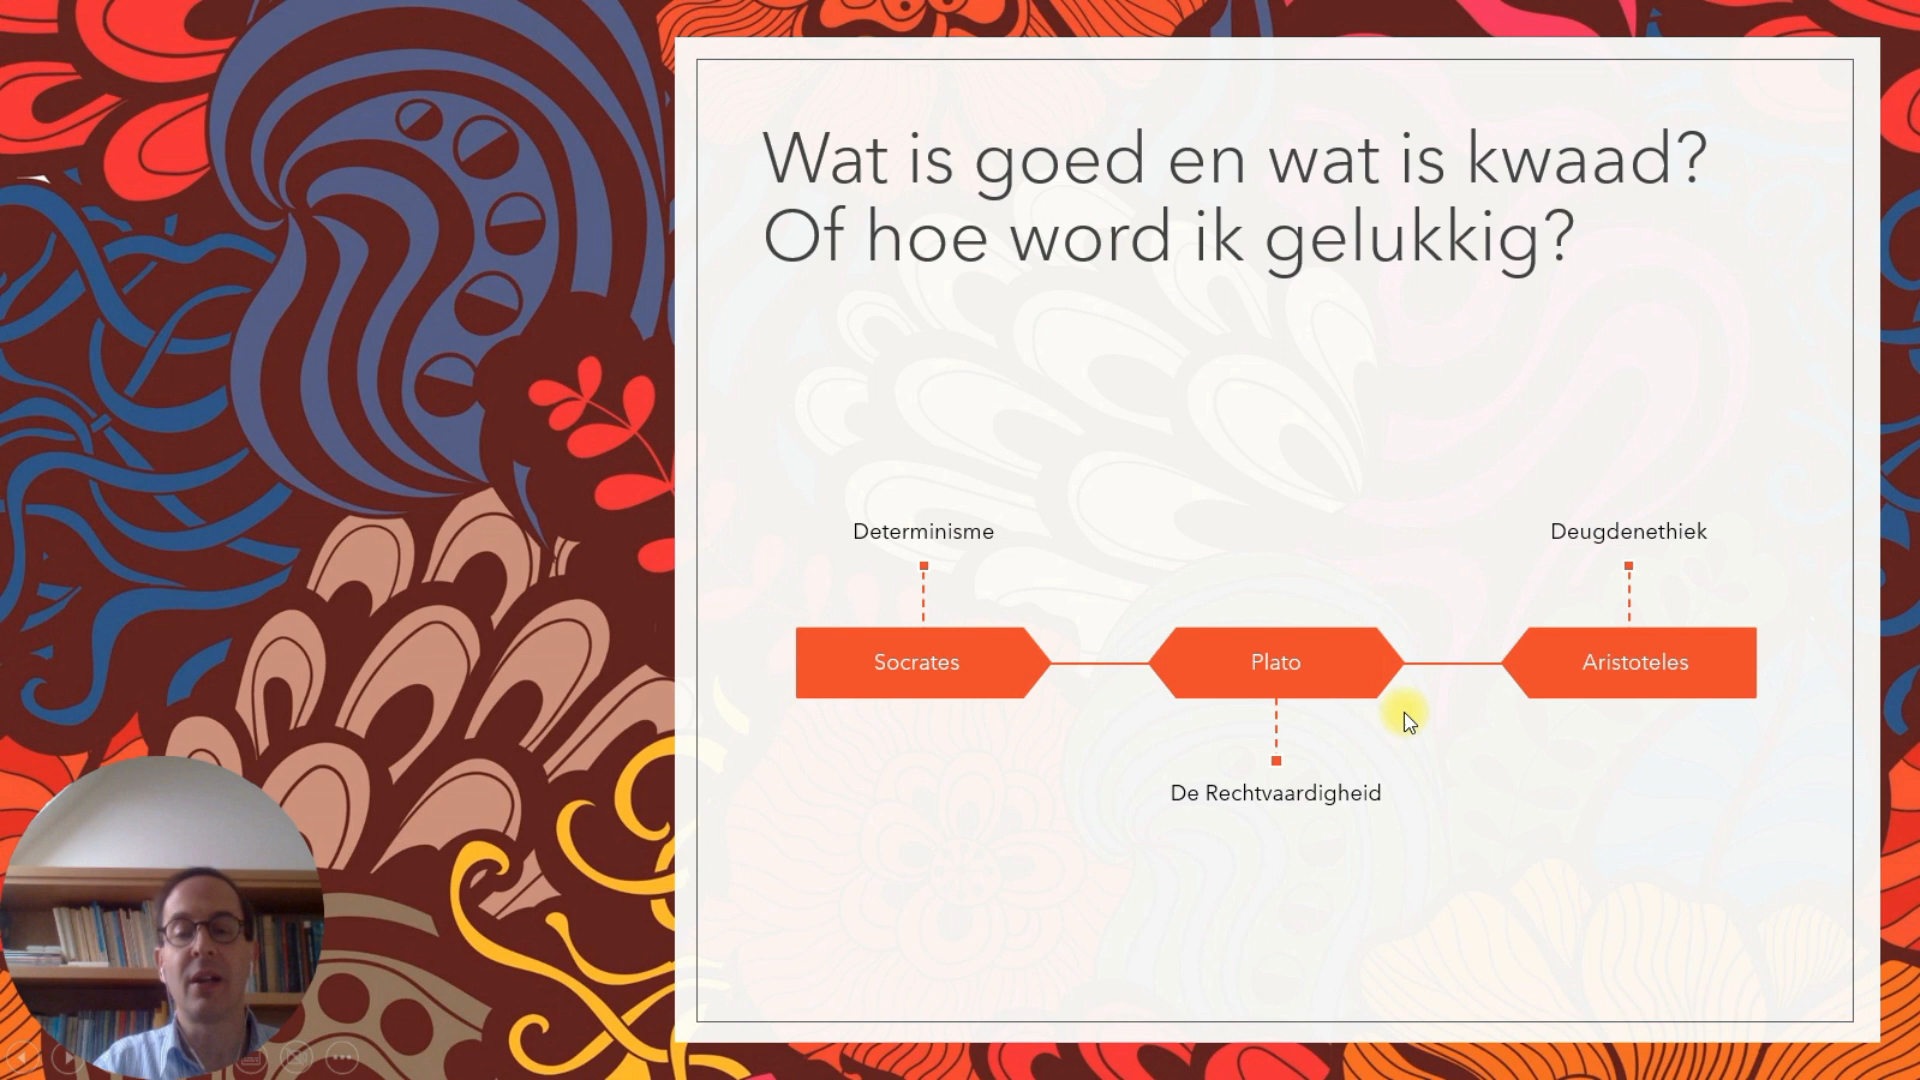 Wat is goed en wat is kwaad?
Of hoe word ik gelukkig?
Determinisme
Deugdenethiek
Socrates
Plato
Aristoteles
De Rechtvaardigheid